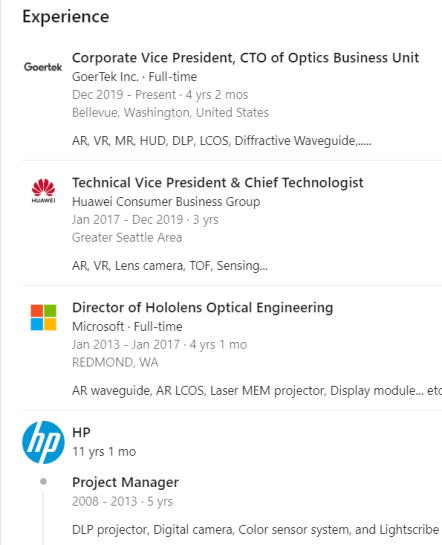 Experience
Goertek
Corporate Vice President, CTO of Optics Business Unit
GoerTek Inc. · Full-time
Dec 2019 - Present · 4 yrs 2 mos
Bellevue, Washington, United States
AR, VR, MR, HUD, DLP, LCOS, Diffractive Waveguide,.....
HUAWEI
Technical Vice President & Chief Technologist
Huawei Consumer Business Group
Jan 2017 - Dec 2019 · 3 yrs
Greater Seattle Area
AR, VR, Lens camera, TOF, Sensing...
Director of Hololens Optical Engineering
Microsoft · Full-time
Jan 2013 - Jan 2017 · 4 yrs 1 mo
REDMOND, WA
AR waveguide, AR LCOS, Laser MEM projector, Display module... etc
hp
HP
11 yrs 1 mo
Project Manager
2008 - 2013 · 5 yrs
DLP projector, Digital camera, Color sensor system, and Lightscribe